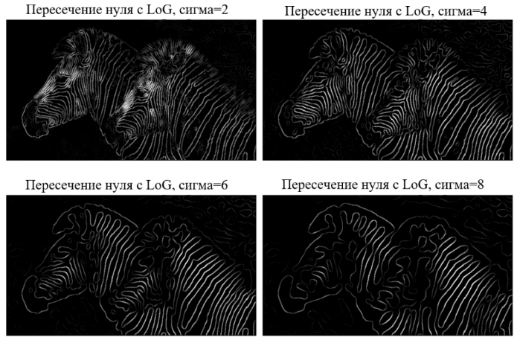 Пересечение нуля с LoG, сигма=2
Пересечение нуля с LoG, сигма=4
Пересечение нуля с LoG, сигма=6
Пересечение нуля с LoG, сигма=8